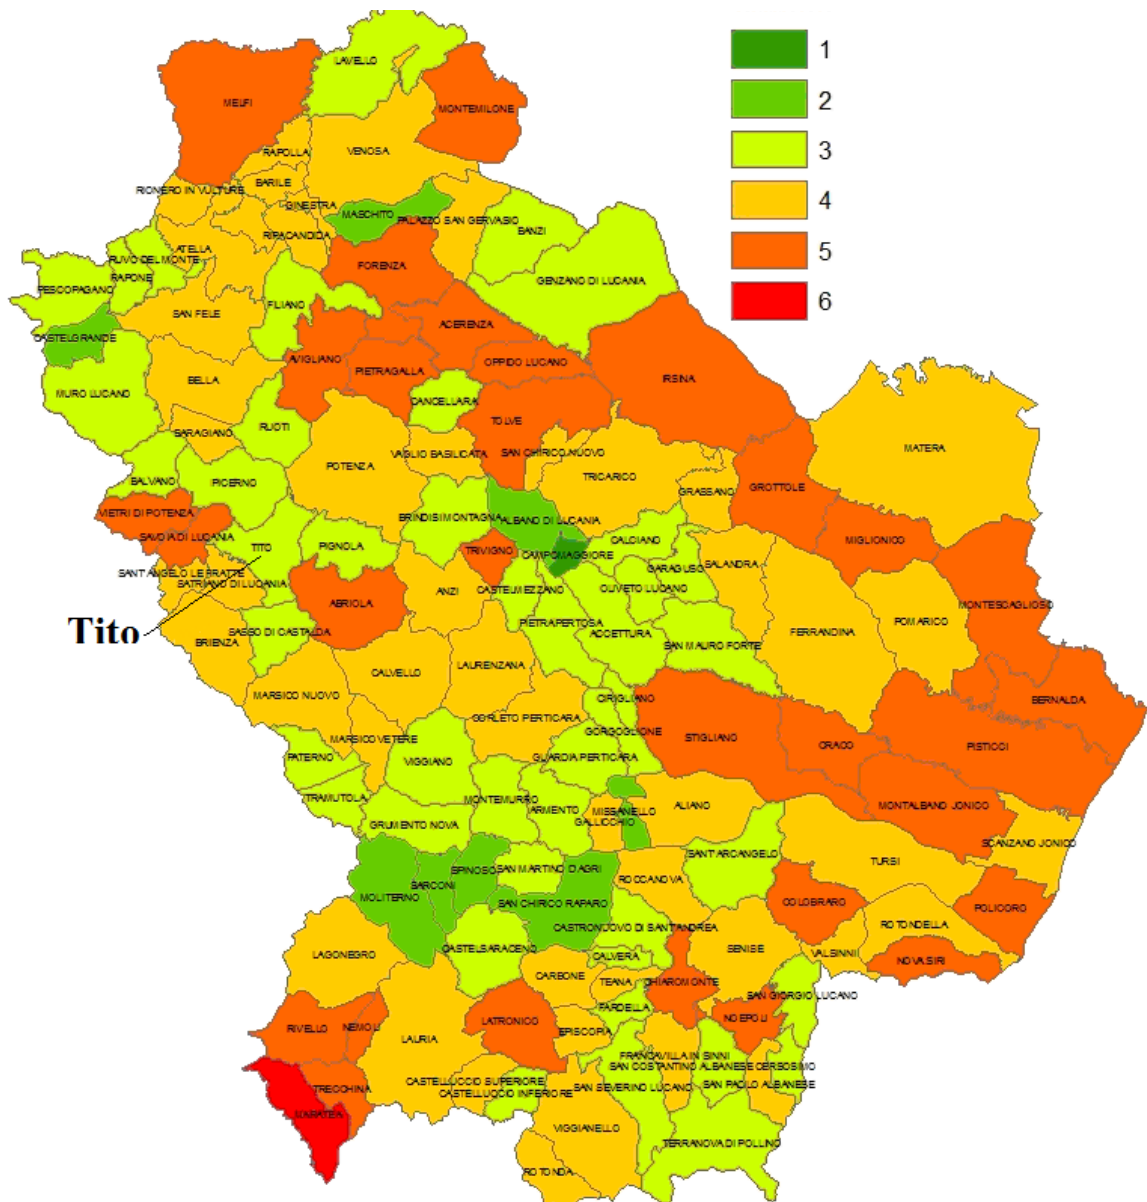 1
2
3
4
5
6
LAVELLO
MELFI
MONTEMILONE
VENOSA
RAPOLLA
BARILE
RIONERO IN VULTURE
GINESTRA
MASCHITO
PALAZZO SAN GERVASIO
RIPACANDIDA
BANZI
ATELLA
RUVO DEL MONTE
FORENZA
RAPONE
GENZANO DI LUCANIA
PESCOPAGANO
FILIANO
SAN FELE
ACERENZA
CASTELGRANDE
AVIGLIANO
OPPIDO LUCANO
PIETRAGALLA
BELLA
IRSINA
MURO LUCANO
CANCELLARA
TOLVE
RUOTI
BARAGIANO
MATERA
VAGLIO BASILICATA
SAN CHIRICO NUOVO
POTENZA
TRICARICO
BALVANO
PICERNO
GRASSANO
GROTTOLE
VIETRI DI POTENZA
BRINDISI MONTAGNA
ALBANO DI LUCANIA
SAVOIA DI LUCANIA
CALCIANO
MIGLIONICO
TITO
PIGNOLA
TRIVIGNO
CAMPOMAGGIORE
GARAGUSO
SALANDRA
SANT'ANGELO LE FRATTE
SATRIANO DI LUCANIA
CASTELMEZZANO
OLIVETO LUCANO
ANZI
ABRIOLA
MONTESCAGLIOSO
POMARICO
PIETRAPERTOSA
Tito
SASSO DI CASTALDA
ACCETTURA
FERRANDINA
BRIENZA
SAN MAURO FORTE
LAURENZANA
CALVELLO
MARSICO NUOVO
CIRIGLIANO
BERNALDA
CORLETO PERTICARA
GORGOGLIONE
MARSICO VETERE
STIGLIANO
CRACO
PISTICCI
PATERNO
VIGGIANO
GUARDIA PERTICARA
TRAMUTOLA
MONTEMURRO
ARMENTO
MISSANELLO
ALIANO
MONTALBANO JONICO
GALLICCHIO
GRUMENTO NOVA
SCANZANO JONICO
SANT'ARCANGELO
TURSI
SPINOSO
SAN MARTINO D'AGRI
ROCCANOVA
SARCONI
MOLITERNO
SAN CHIRICO RAPARO
COLOBRARO
POLICORO
CASTRONUOVO DI SANT'ANDREA
ROTONDELLA
CASTELSARACENO
SENISE
VALSINNI
LAGONEGRO
CALVERA
NOVA SIRI
CARBONE
TEANA
CHIAROMONTE
SAN GIORGIO LUCANO
FARDELLA
RIVELLO
NEMOLI
LATRONICO
NOEPOLI
EPISCOPIA
LAURIA
FRANCAVILLA IN SINNI
SAN COSTANTINO ALBANESE
CERSOSIMO
CASTELLUCCIO SUPERIORE
SAN SEVERINO LUCANO
SAN PAOLO ALBANESE
TRECCHINA
CASTELLUCCIO INFERIORE
MARATEA
VIGGIANELLO
TERRANOVA DI POLLINO
ROTONDA